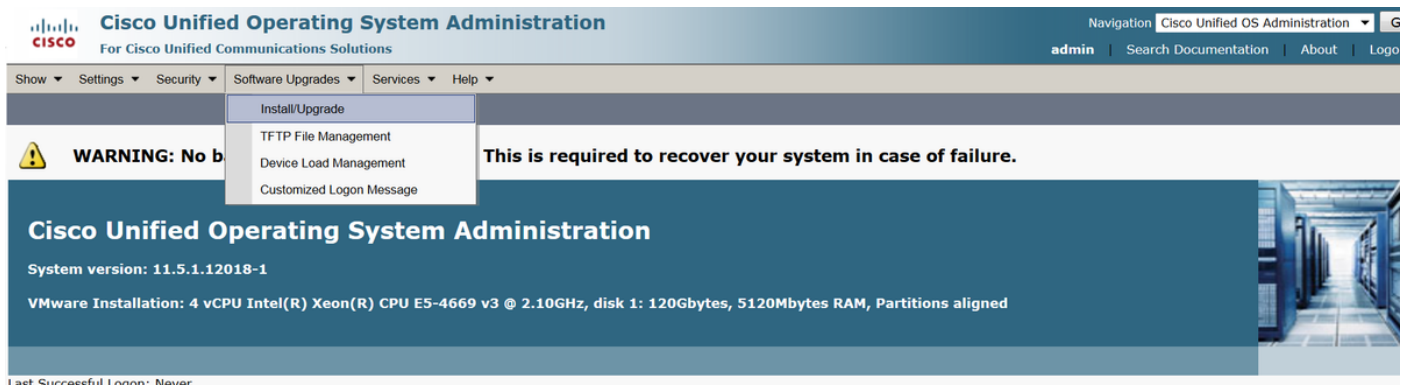 Cisco Unified Operating System Administration
Navigation Cisco Unified OS Administration
CISCO
For Cisco Unified Communications Solutions
admin | Search Documentation | About |
Show Settings Security Software Upgrades Services Help
Install/Upgrade
TFTP File Management
WARNING: No This is required to recover your system in case of failure.
Device Load Management
Customized Logon Message
Cisco Unified Operating System Administration
System version: 11.5.1.12018-1
VMware Installation: 4 vCPU Intel(R) Xeon(R) CPU E5-4669 v3 @ 2.10GHz, disk 1: 120Gbytes, 5120Mbytes RAM, Partitions aligned
Last Successful Logon: Never